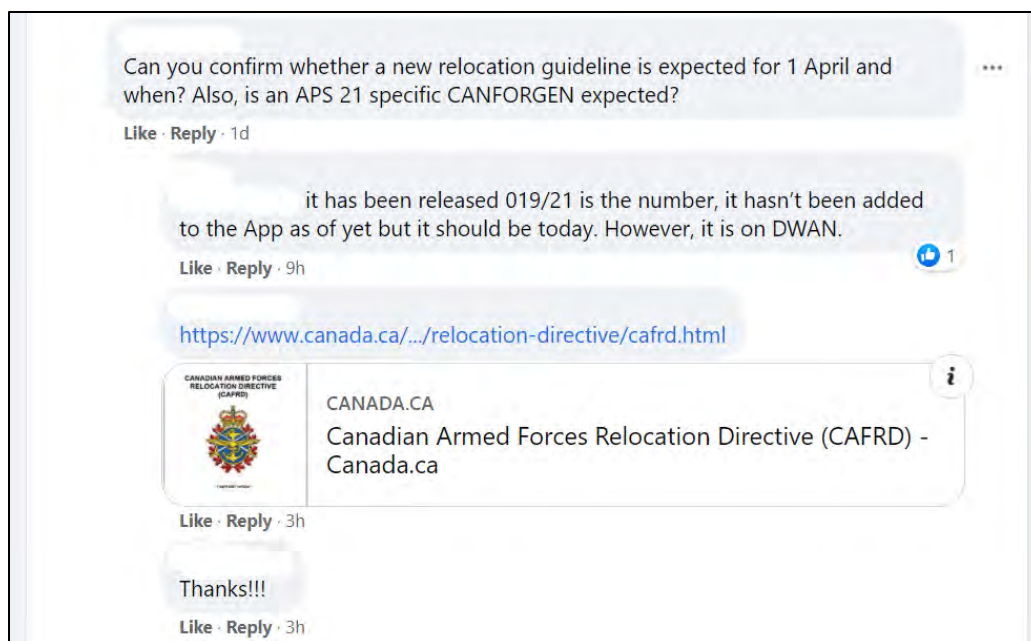 Can you confirm whether a new relocation guideline is expected for 1 April and
when? Also, is an APS 21 specific CANFORGEN expected?
Like · Reply · 1d
it has been released 019/21 is the number, it hasn't been added
to the App as of yet but it should be today. However, it is on DWAN.
1
Like · Reply · 9h
https://www.canada.ca/.../relocation-directive/cafrd.html
CANADIAN ARMED FORCES
RELOCATION DIRECTIVE
(CAFRD)
i
CANADA.CA
Canadian Armed Forces Relocation Directive (CAFRD) -
Canada.ca
Like · Reply · 3h
Thanks!!!
Like · Reply · 3h